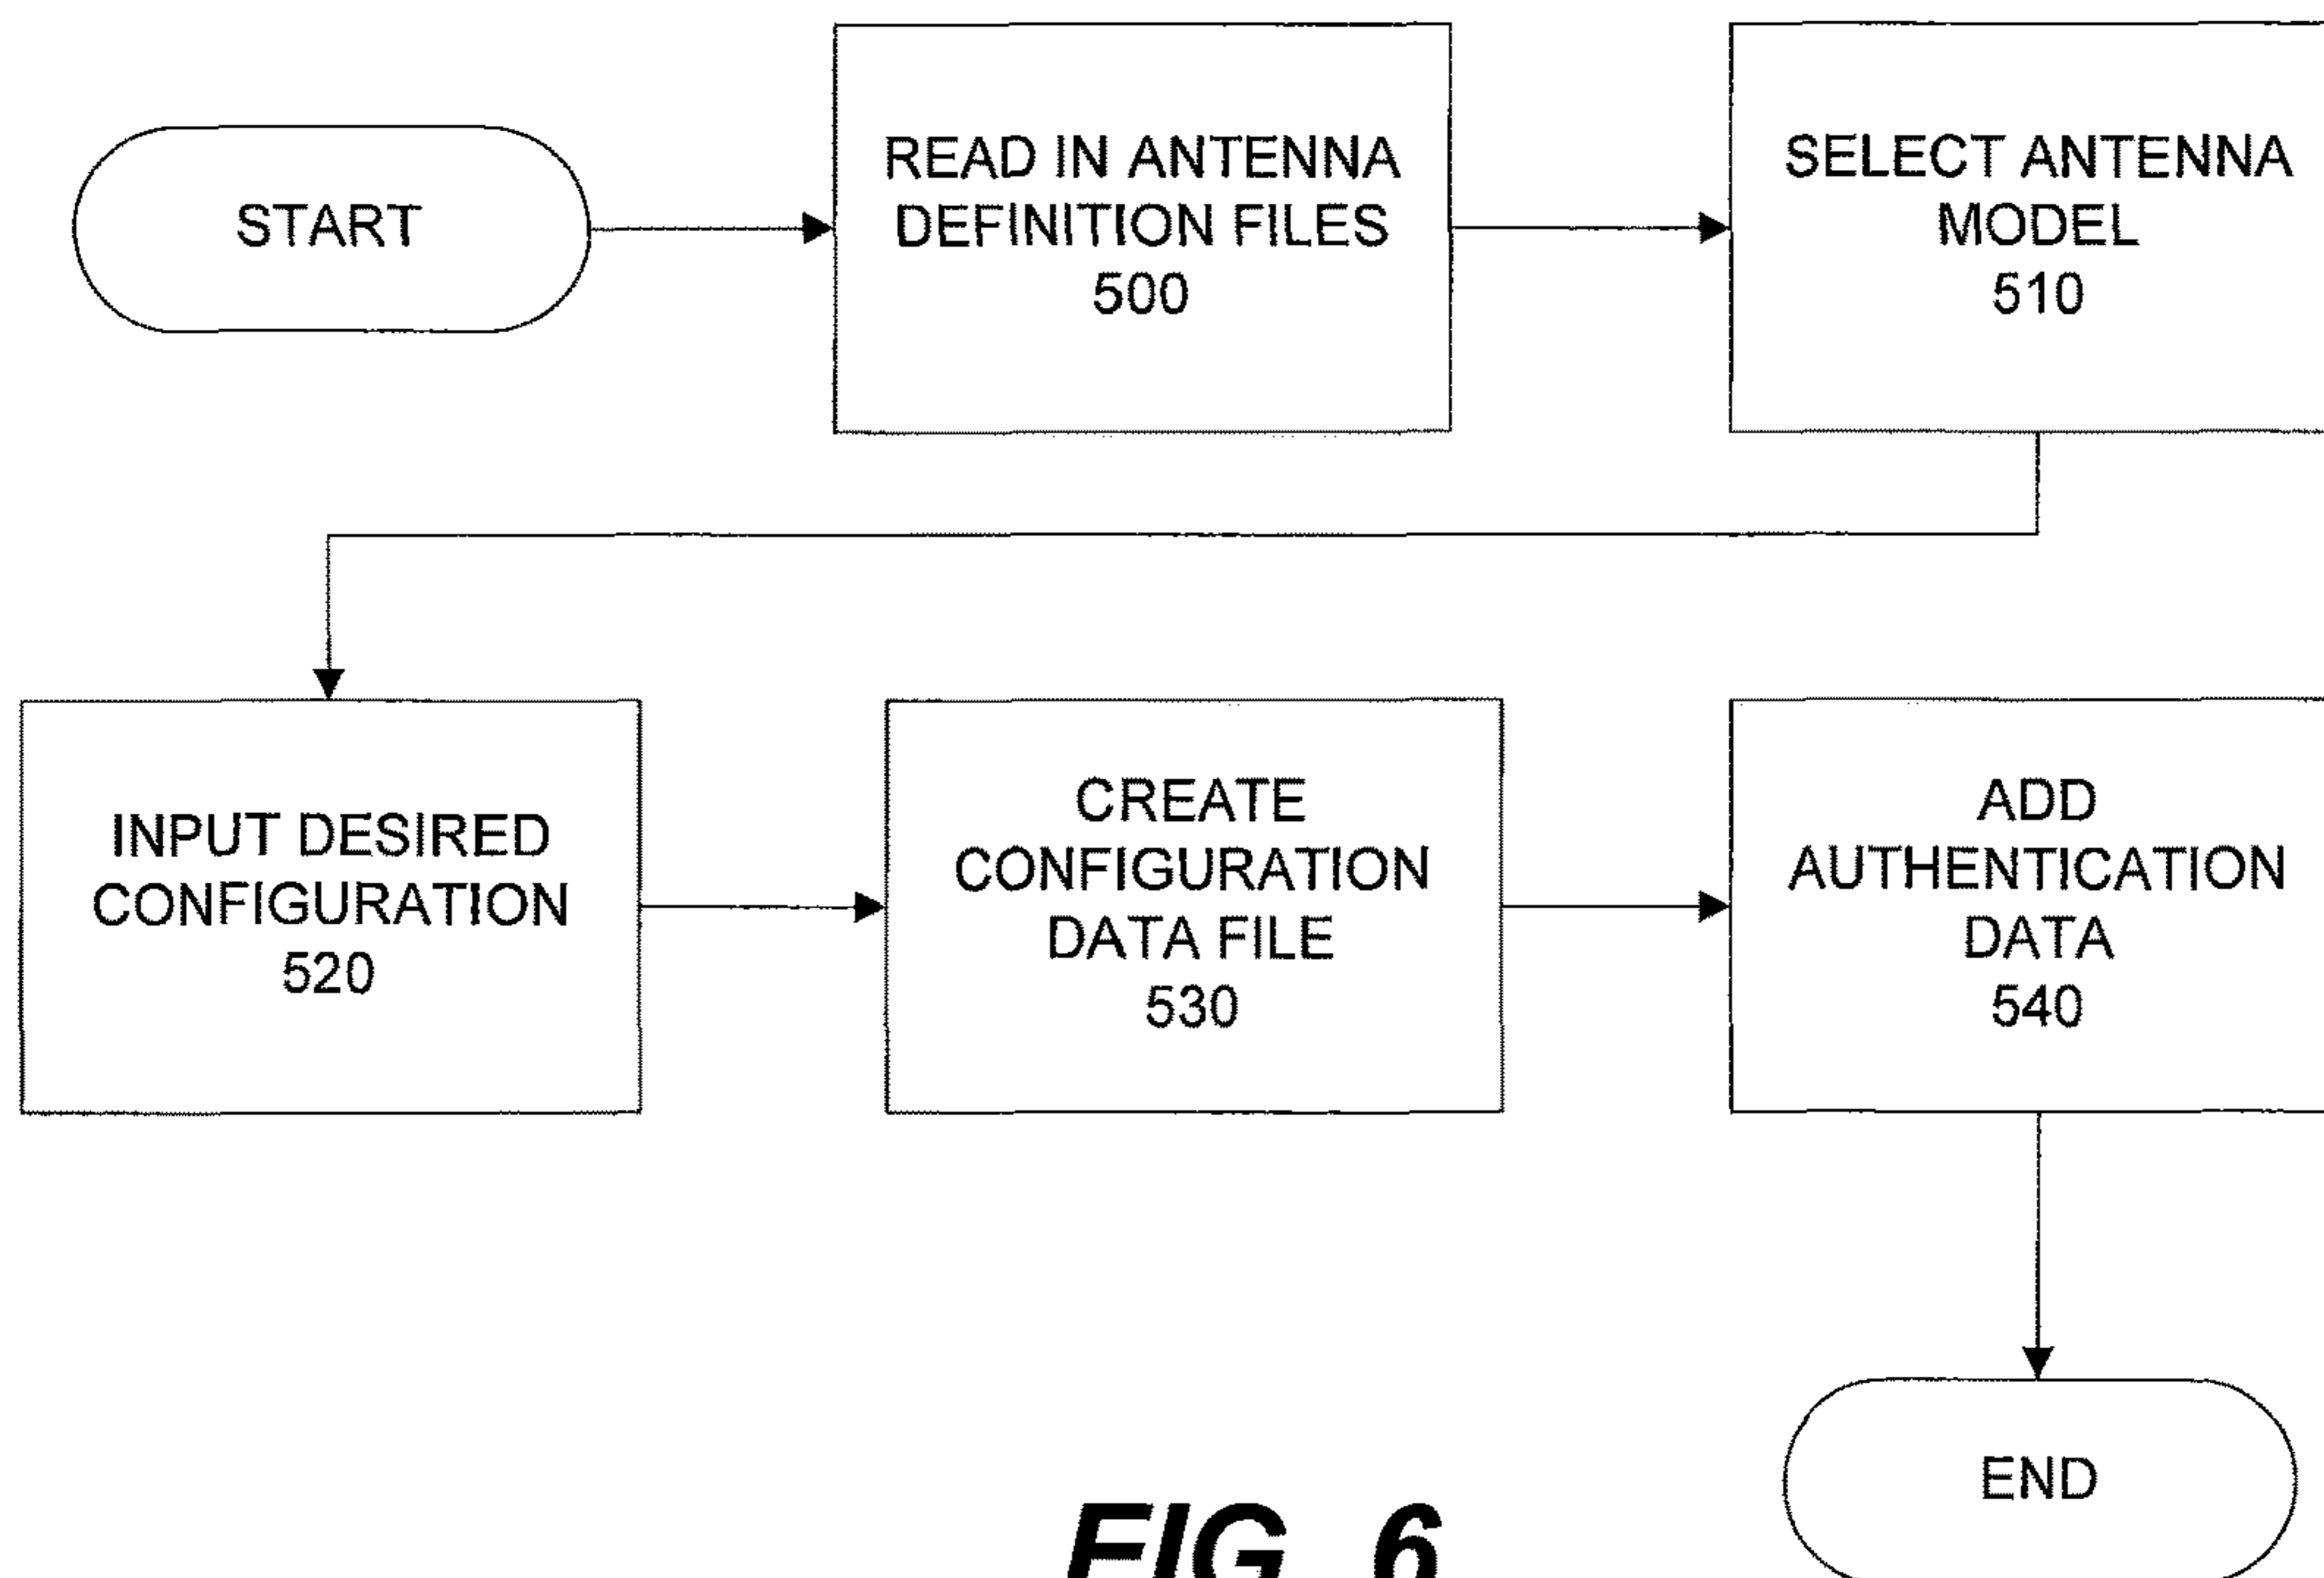 START
READ IN ANTENNA
DEFINITION FILES
500
SELECT ANTENNA
MODEL
510
INPUT DESIRED
CONFIGURATION
520
CREATE
CONFIGURATION
DATA FILE
530
ADD
AUTHENTICATION
DATA
540
END
FIG. 6